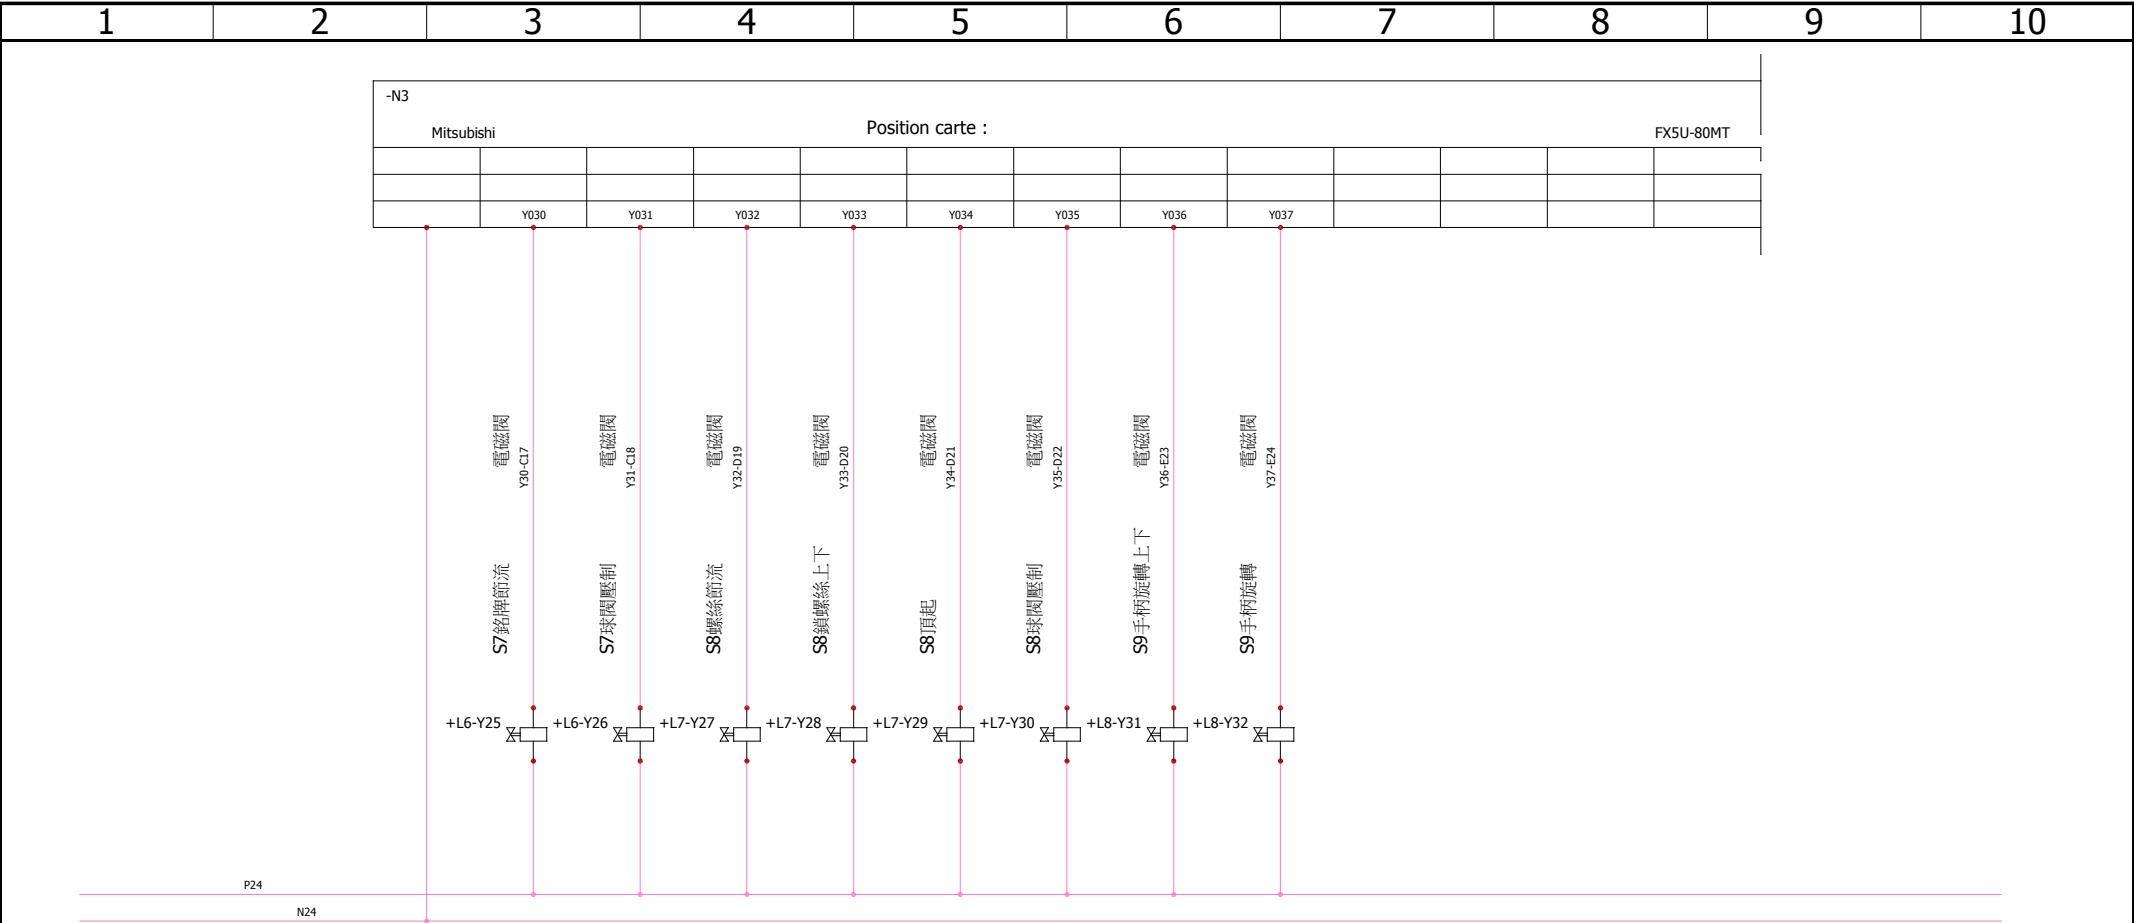 1 2 3 4 5 6 7 8 9 10
-N3
Mitsubishi Position carte : FX5U-80MT
Y030 Y031 Y032 Y033 Y034 Y035 Y036 Y037
電磁閥 電磁閥 電磁閥 電磁閥 電磁閥 電磁閥 電磁閥 電磁閥
Y30-C17 Y31-C18 Y32-D19 Y33-D20 Y34-D21 Y35-D22 Y36-E23 Y37-E24
S7銘牌節流 S7球閥壓制 S8螺絲節流 S8鎖螺絲上下 S8頂起 S8球閥壓制 S9手柄旋轉上下 S9手柄旋轉
+L6-Y25 +L6-Y26 +L7-Y27 +L7-Y28 +L7-Y29 +L7-Y30 +L8-Y31 +L8-Y32
P24
N24